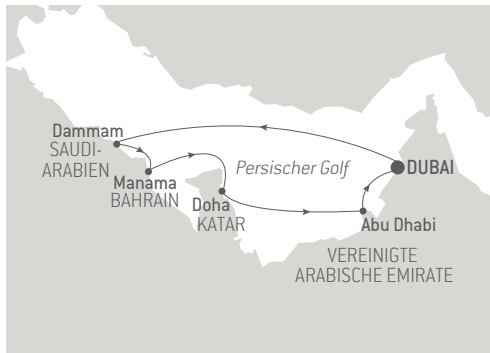 Dammam
SAUDI-
ARABIEN
Manama
BAHRAIN
Persischer Golf
Doha
KATAR
DUBAI
Abu Dhabi
VEREINIGTE
ARABISCHE EMIRATE